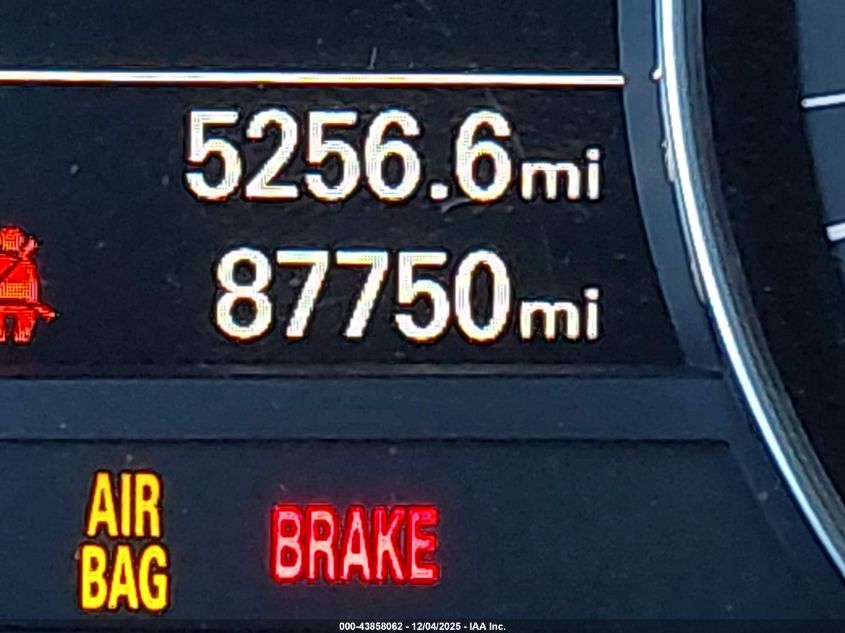 5256.6mi
87750mi
AIR
BAG
BRAKE
000-43858062 - 12/04/2025 - IAA Inc.